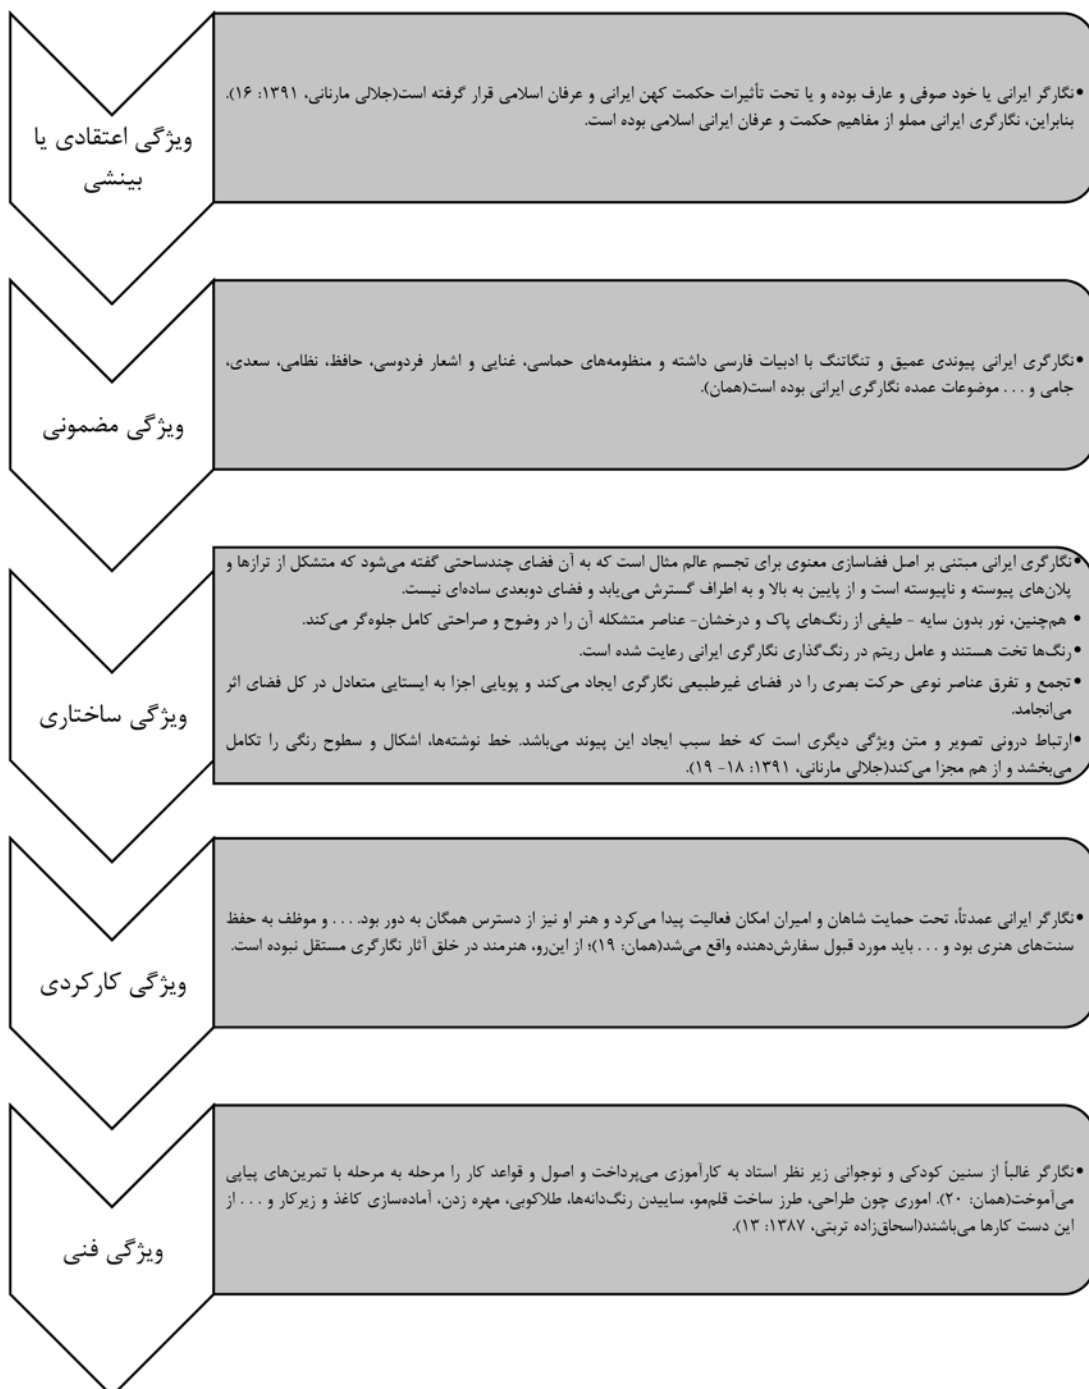 ویژگی اعتقادی یا
بینشی
•نگارگر ایرانی یا خود صوفی و عارف بوده و یا تحت تأثیرات حکمت کهن ایرانی و عرفان اسلامی قرار گرفته است(جلالی مارنانی، ۱۳۹۱: ۱۶).
بنابراین، نگارگری ایرانی مملو از مفاهیم حکمت و عرفان ایرانی اسلامی بوده است.
ویژگی مضمونی
•نگارگری ایرانی پیوندی عمیق و تنگاتنگ با ادبیات فارسی داشته و منظومه‌های حماسی، غنایی و اشعار فردوسی، حافظ، نظامی، سعدی،
جامی و . . . موضوعات عمده نگارگری ایرانی بوده است(همان).
ویژگی ساختاری
•نگارگری ایرانی مبتنی بر اصل فضاسازی معنوی برای تجسم عالم مثال است که به آن فضای چندساحتی گفته می‌شود که متشکل از ترازها و
پلان‌های پیوسته و ناپیوسته است و از پایین به بالا و به اطراف گسترش می‌یابد و فضای دوبعدی ساده‌ای نیست.
• هم‌چنین، نور بدون سایه - طیفی از رنگ‌های پاک و درخشان- عناصر متشکله آن را در وضوح و صراحتی کامل جلوه‌گر می‌کند.
•رنگ‌ها تخت هستند و عامل ریتم در رنگ‌گذاری نگارگری ایرانی رعایت شده است.
•تجمع و تفرق عناصر نوعی حرکت بصری را در فضای غیرطبیعی نگارگری ایجاد می‌کند و پویایی اجزا به ایستایی متعادل در کل فضای اثر
می‌انجامد.
•ارتباط درونی تصویر و متن ویژگی دیگری است که خط سبب ایجاد این پیوند می‌باشد. خط نوشته‌ها، اشکال و سطوح رنگی را تکامل
می‌بخشد و از هم مجزا می‌کند(جلالی مارنانی، ۱۳۹۱: ۱۸- ۱۹).
ویژگی کارکردی
•نگارگر ایرانی عمدتاً، تحت حمایت شاهان و امیران امکان فعالیت پیدا می‌کرد و هنر او نیز از دسترس همگان به دور بود. . . . و موظف به حفظ
سنت‌های هنری بود و . . . باید مورد قبول سفارش‌دهنده واقع می‌شد(همان: ۱۹)؛ از این‌رو، هنرمند در خلق آثار نگارگری مستقل نبوده است.
ویژگی فنی
•نگارگر غالباً از سنین کودکی و نوجوانی زیر نظر استاد به کارآموزی می‌پرداخت و اصول و قواعد کار را مرحله به مرحله با تمرین‌های پیاپی
می‌آموخت(همان: ۲۰). اموری چون طراحی، طرز ساخت قلم‌مو، ساییدن رنگ‌دانه‌ها، طلاکوبی، مهره زدن، آماده‌سازی کاغذ و زیرکار و . . . از
این دست کارها می‌باشند(اسحاق‌زاده تربتی، ۱۳۸۷: ۱۳).